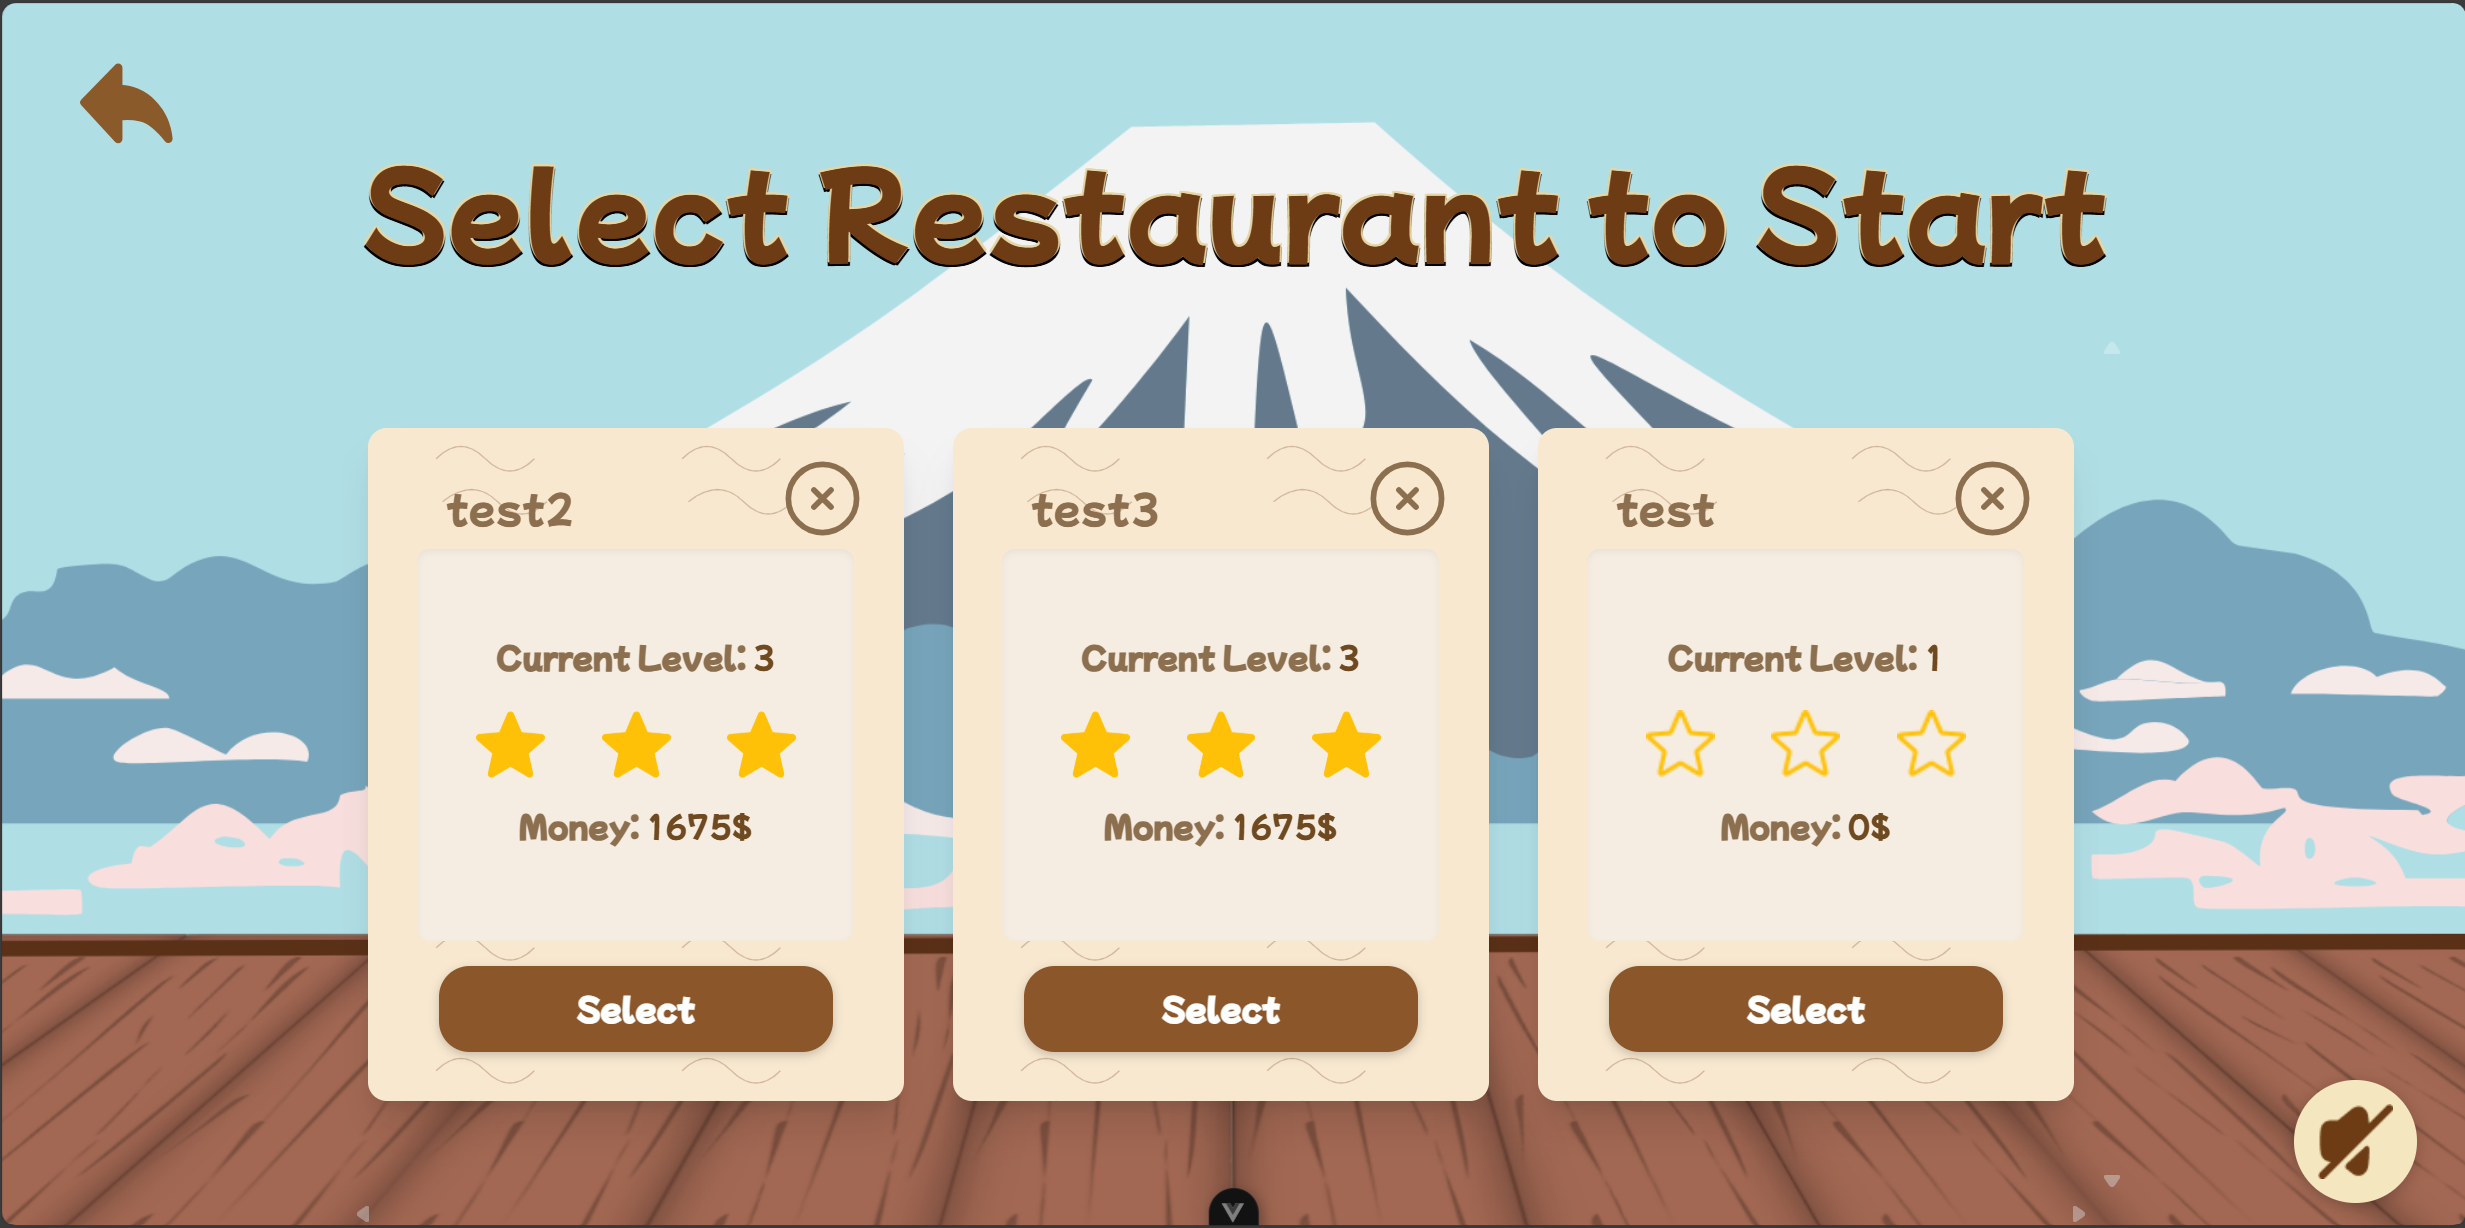 Select Restaurant to Start
test2
Current Level: 3
Money: 1675$
Select
test3
Current Level: 3
Money: 1675$
Select
test
Current Level: 1
Money: 0$
Select